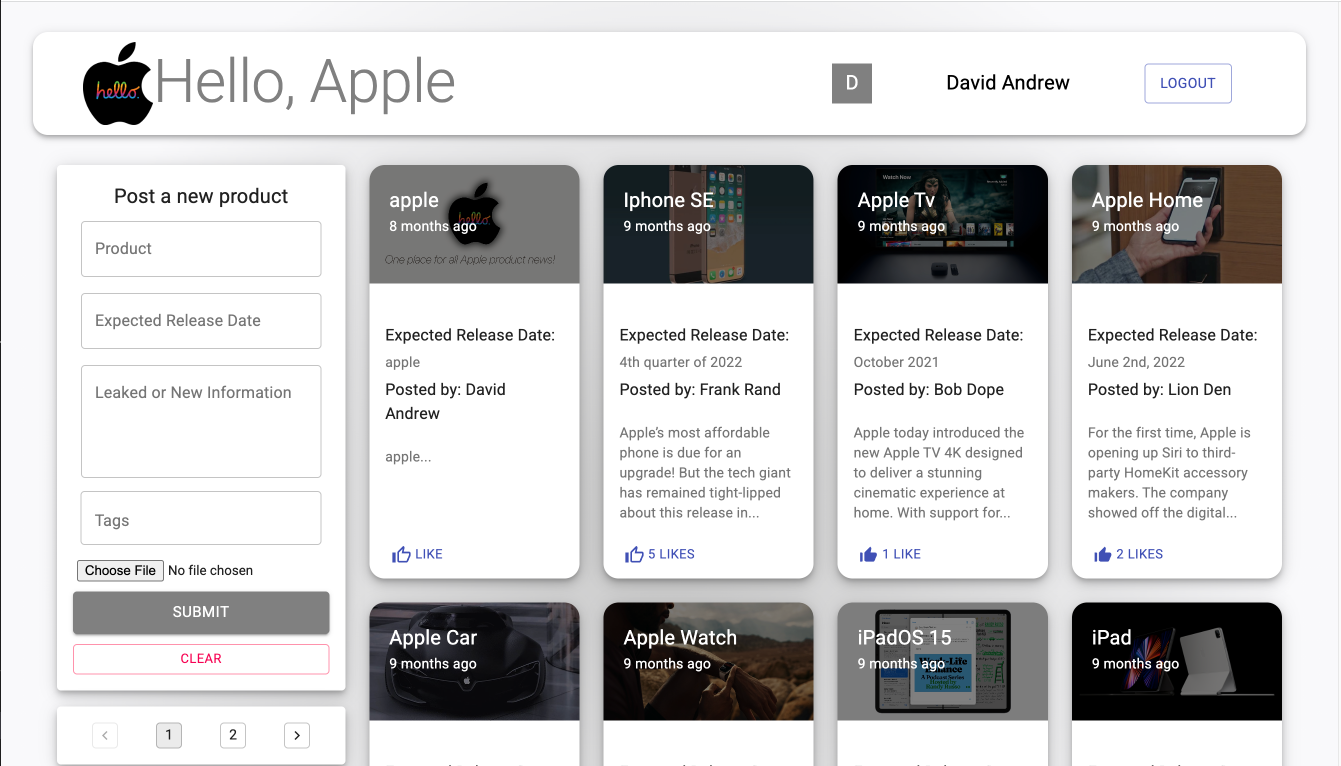 hello.
Hello, Apple
D
David Andrew
LOGOUT
Post a new product
Product
Expected Release Date
Leaked or New Information
Tags
Choose File No file chosen
SUBMIT
CLEAR
<
1
2
>
apple
8 months ago
hello.
One place for all Apple product news!
Expected Release Date:
apple
Posted by: David
Andrew
apple...
LIKE
Iphone SE
9 months ago
Expected Release Date:
4th quarter of 2022
Posted by: Frank Rand
Apple’s most affordable
phone is due for an
upgrade! But the tech giant
has remained tight-lipped
about this release in...
5 LIKES
Apple Tv
9 months ago
Watch Now
Expected Release Date:
October 2021
Posted by: Bob Dope
Apple today introduced the
new Apple TV 4K designed
to deliver a stunning
cinematic experience at
home. With support for...
1 LIKE
Apple Home
9 months ago
Expected Release Date:
June 2nd, 2022
Posted by: Lion Den
For the first time, Apple is
opening up Siri to third-
party HomeKit accessory
makers. The company
showed off the digital...
2 LIKES
Apple Car
9 months ago
Apple Watch
9 months ago
iPadOS 15
9 months ago
Work-Life
Balance
A Podcast Series
Hosted by
iPad
9 months ago